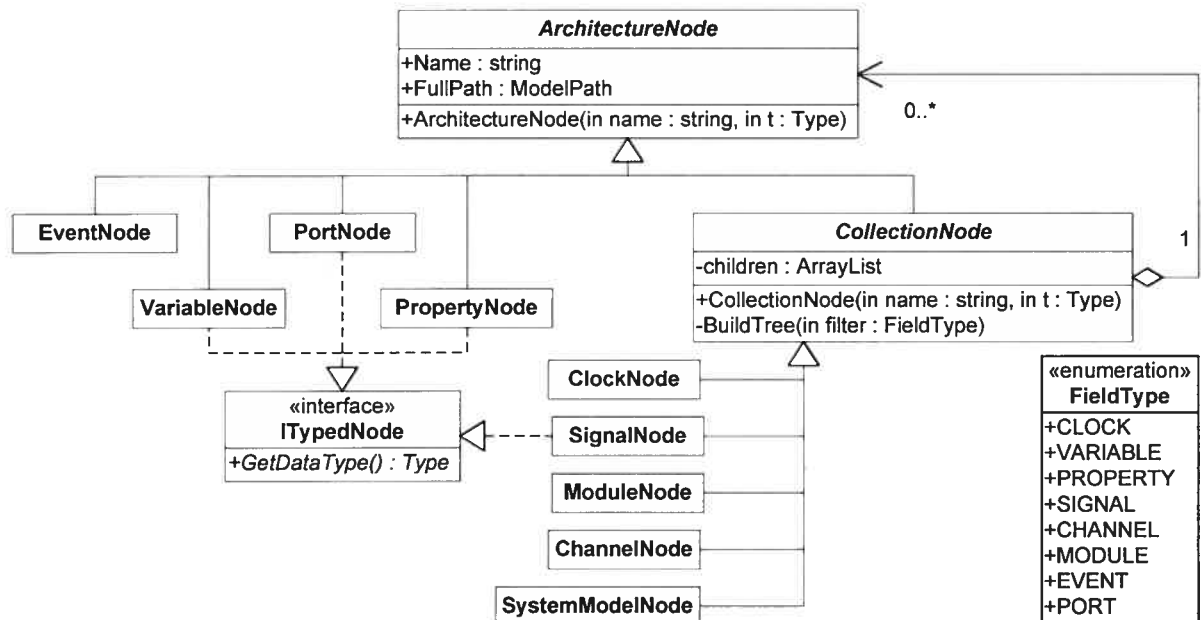 ArchitectureNode
+Name : string
+FullPath : ModelPath
+ArchitectureNode(in name : string, in t : Type)
0..*
1
EventNode
PortNode
VariableNode
PropertyNode
CollectionNode
-children : ArrayList
+CollectionNode(in name : string, in t : Type)
-BuildTree(in filter : FieldType)
«interface»
ITypedNode
+GetDataType() : Type
ClockNode
SignalNode
ModuleNode
ChannelNode
SystemModelNode
«enumeration»
FieldType
+CLOCK
+VARIABLE
+PROPERTY
+SIGNAL
+CHANNEL
+MODULE
+EVENT
+PORT